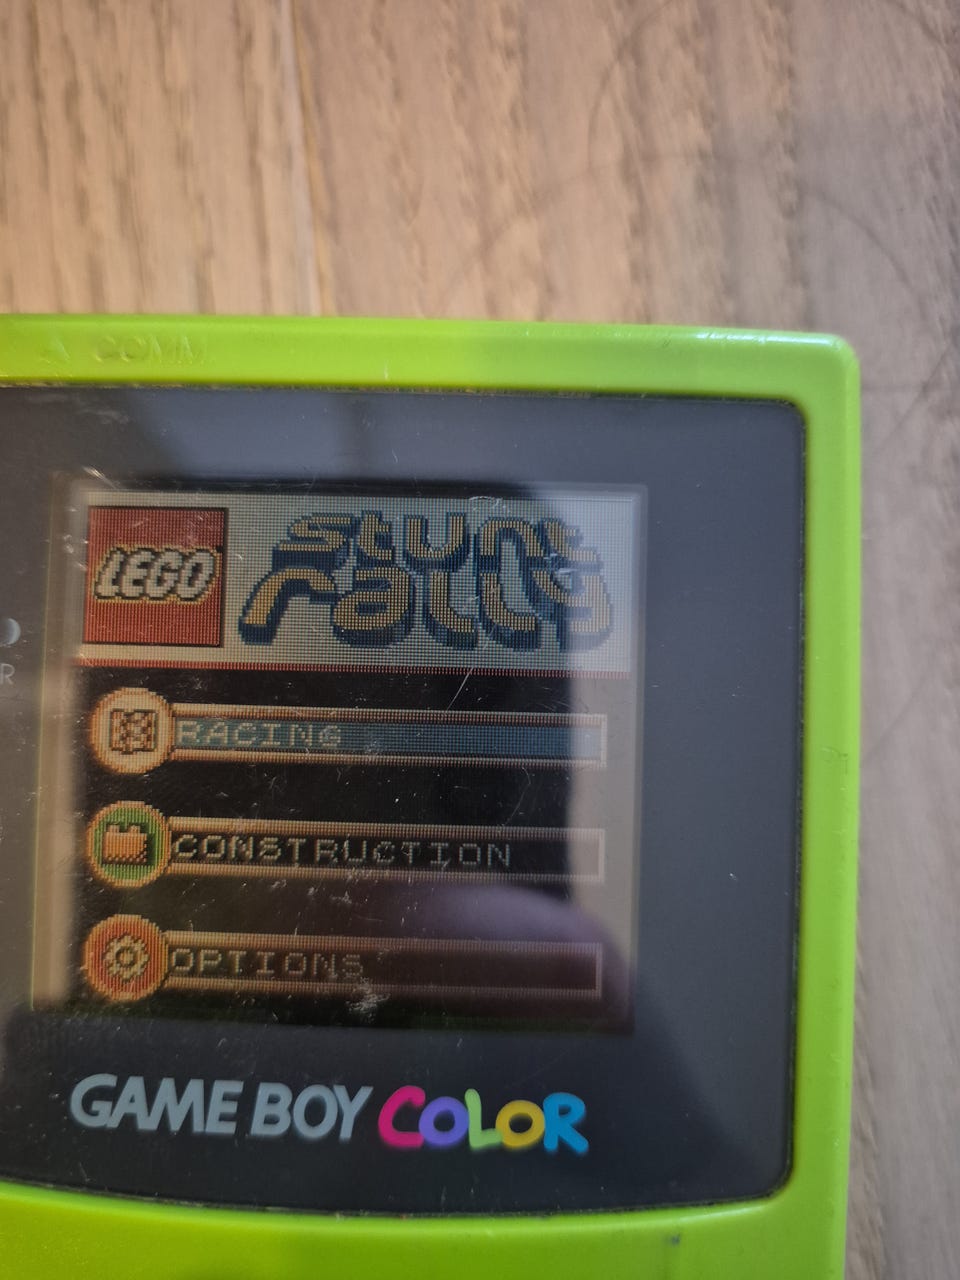 COMM
LEGO
stunt
rally
R
RACING
CONSTRUCTION
OPTIONS
GAME BOY COLOR